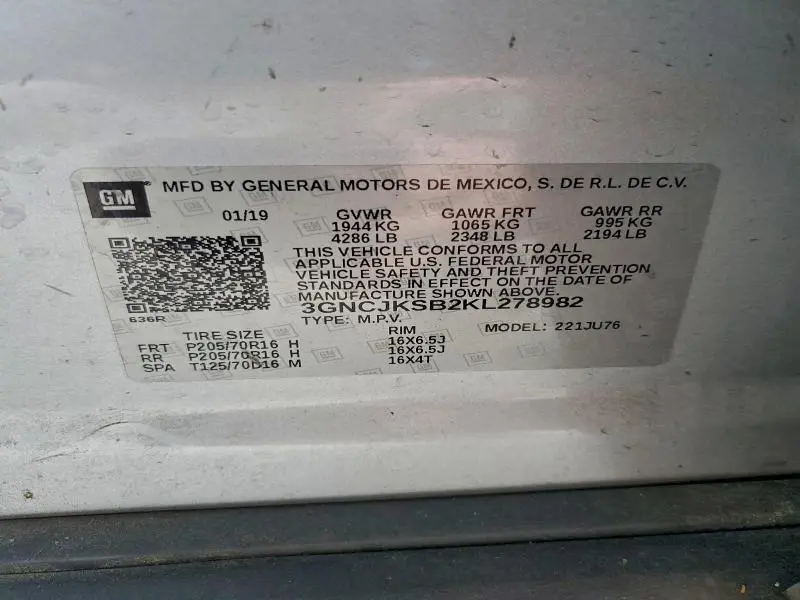 GM ® MFD BY GENERAL MOTORS DE MEXICO, S. DE R.L. DE C.V.
01/19 GVWR GAWR FRT GAWR RR
1944 KG 1065 KG 995 KG
4286 LB 2348 LB 2194 LB
THIS VEHICLE CONFORMS TO ALL
APPLICABLE U.S. FEDERAL MOTOR
VEHICLE SAFETY AND THEFT PREVENTION
STANDARDS IN EFFECT ON THE DATE OF
MANUFACTURE SHOWN ABOVE.
3GNCJKSB2KL278982
636R
TYPE: M.P.V. MODEL: 221JU76
TIRE SIZE RIM
FRT P205/70R16 H 16X6.5J
RR P205/70R16 H 16X6.5J
SPA T125/70D16 M 16X4T